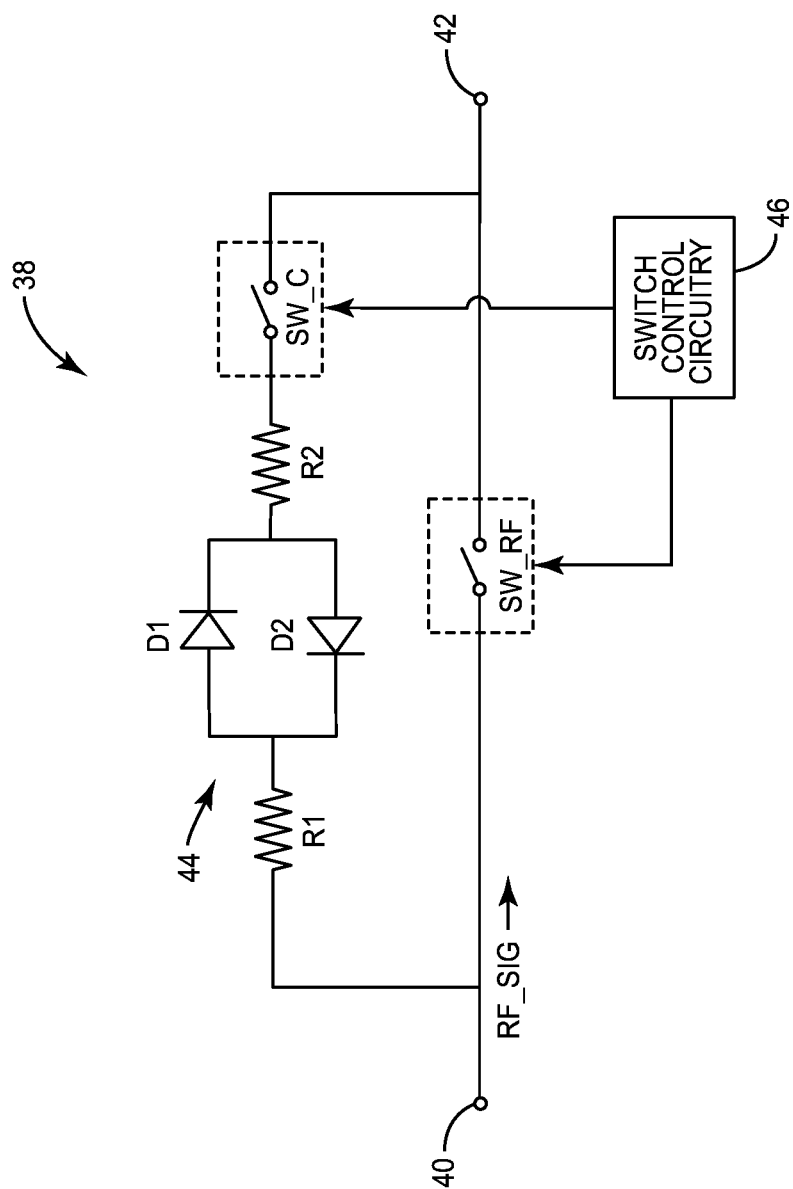 38
44
D1
D2
R1
R2
SW_C
42
40
RF_SIG
SW_RF
SWITCH
CONTROL
CIRCUITRY
46